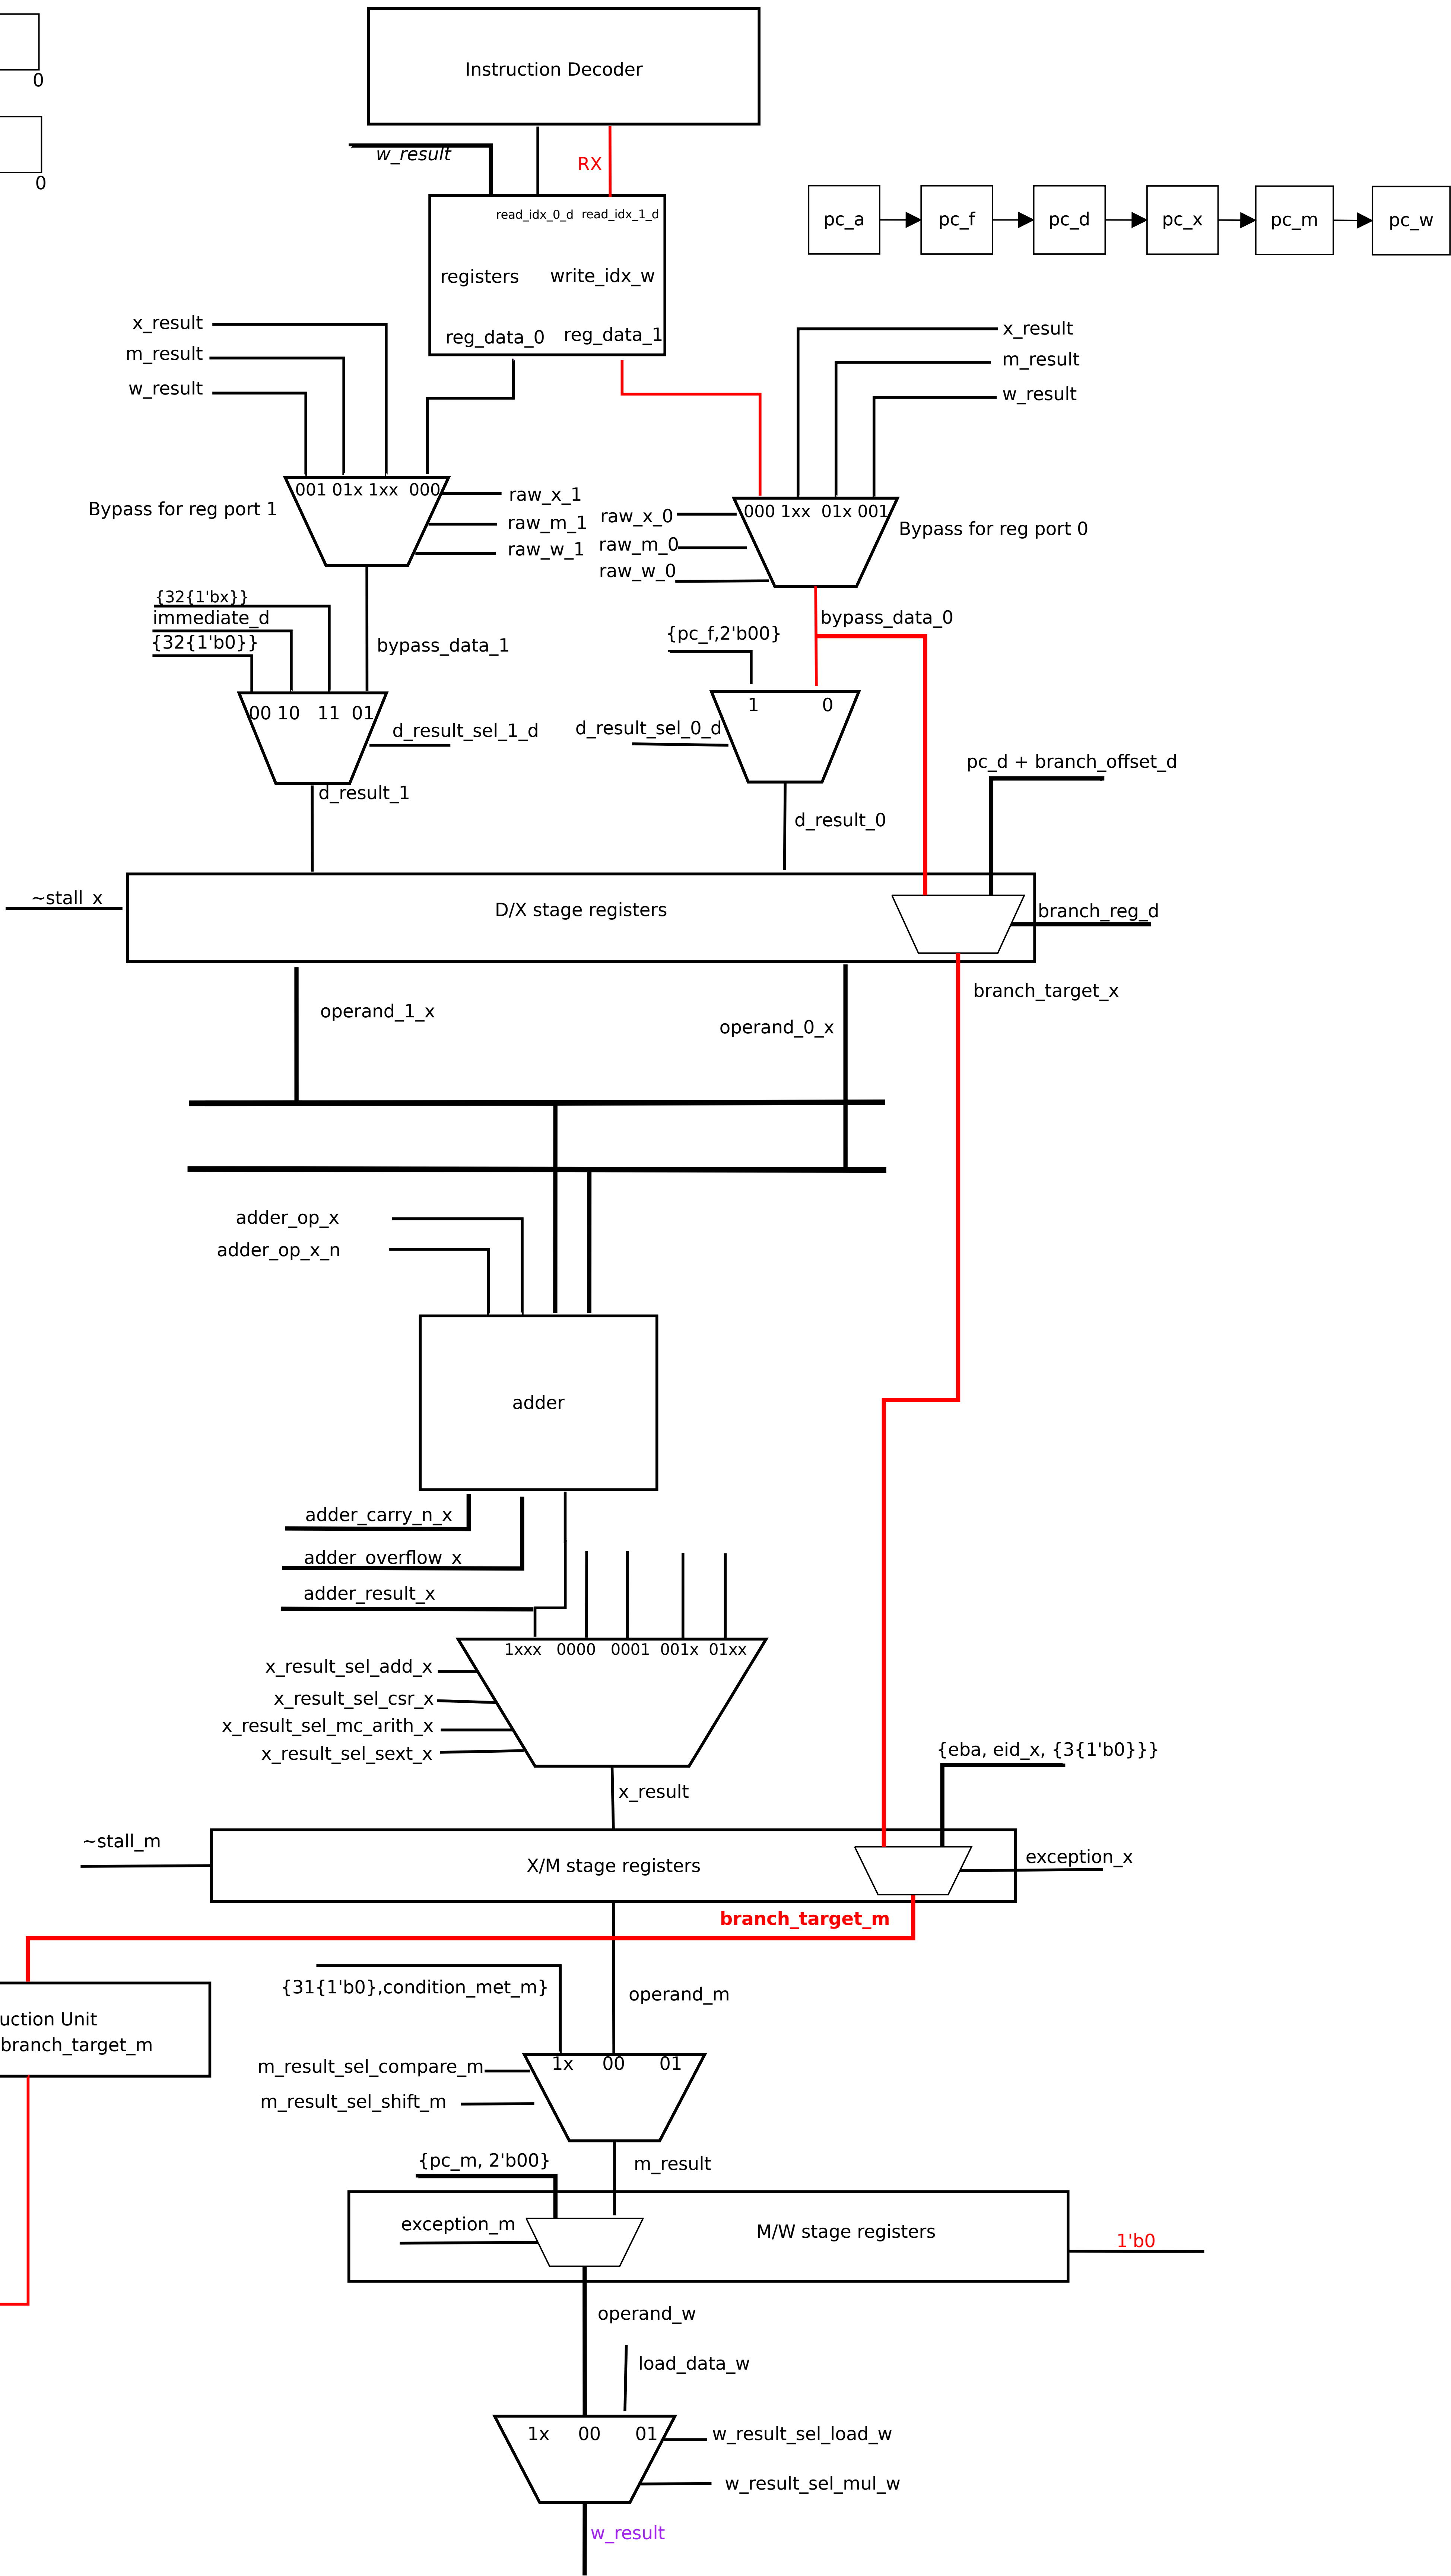 0
0
Instruction Decoder
w_result
RX
read_idx_0_d read_idx_1_d
registers write_idx_w
reg_data_0 reg_data_1
pc_a pc_f pc_d pc_x pc_m pc_w
x_result
m_result
w_result
x_result
m_result
w_result
001 01x 1xx 000
Bypass for reg port 1
raw_x_1
raw_m_1
raw_w_1
raw_x_0
raw_m_0
raw_w_0
000 1xx 01x 001
Bypass for reg port 0
{32{1'bx}}
immediate_d
{32{1'b0}}
bypass_data_1
{pc_f,2'b00}
bypass_data_0
00 10 11 01
d_result_sel_1_d
d_result_sel_0_d
1 0
d_result_1
d_result_0
pc_d + branch_offset_d
~stall_x
D/X stage registers
branch_reg_d
branch_target_x
operand_1_x
operand_0_x
adder_op_x
adder_op_x_n
adder
adder_carry_n_x
adder_overflow_x
adder_result_x
1xxx 0000 0001 001x 01xx
x_result_sel_add_x
x_result_sel_csr_x
x_result_sel_mc_arith_x
x_result_sel_sext_x
x_result
{eba, eid_x, {3{1'b0}}}
~stall_m
X/M stage registers
exception_x
branch_target_m
{31{1'b0},condition_met_m}
operand_m
uction Unit
branch_target_m
1x 00 01
m_result_sel_compare_m
m_result_sel_shift_m
{pc_m, 2'b00}
m_result
exception_m
M/W stage registers
1'b0
operand_w
load_data_w
1x 00 01
w_result_sel_load_w
w_result_sel_mul_w
w_result